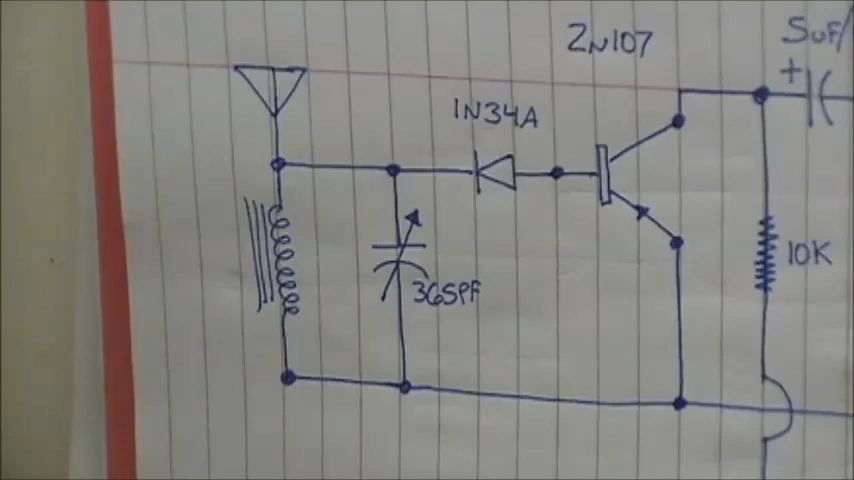 2N107
5uF/
+
1N34A
10K
365PF